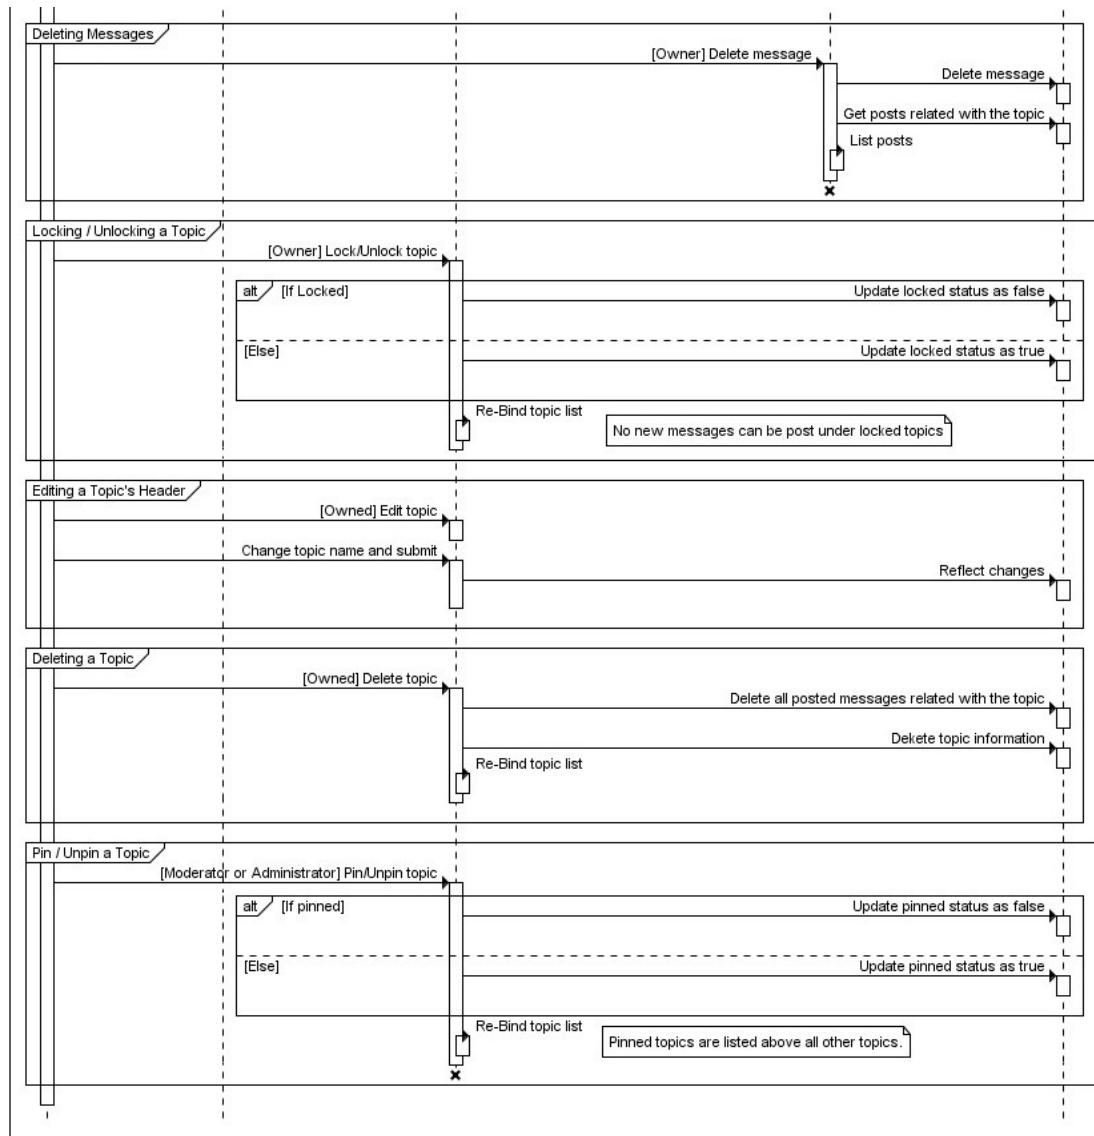 Deleting Messages
[Owner] Delete message
Delete message
Get posts related with the topic
List posts
Locking / Unlocking a Topic
[Owner] Lock/Unlock topic
alt [If Locked]
Update locked status as false
[Else]
Update locked status as true
Re-Bind topic list
No new messages can be post under locked topics
Editing a Topic's Header
[Owned] Edit topic
Change topic name and submit
Reflect changes
Deleting a Topic
[Owned] Delete topic
Delete all posted messages related with the topic
Dekete topic information
Re-Bind topic list
Pin / Unpin a Topic
[Moderator or Administrator] Pin/Unpin topic
alt [If pinned]
Update pinned status as false
[Else]
Update pinned status as true
Re-Bind topic list
Pinned topics are listed above all other topics.